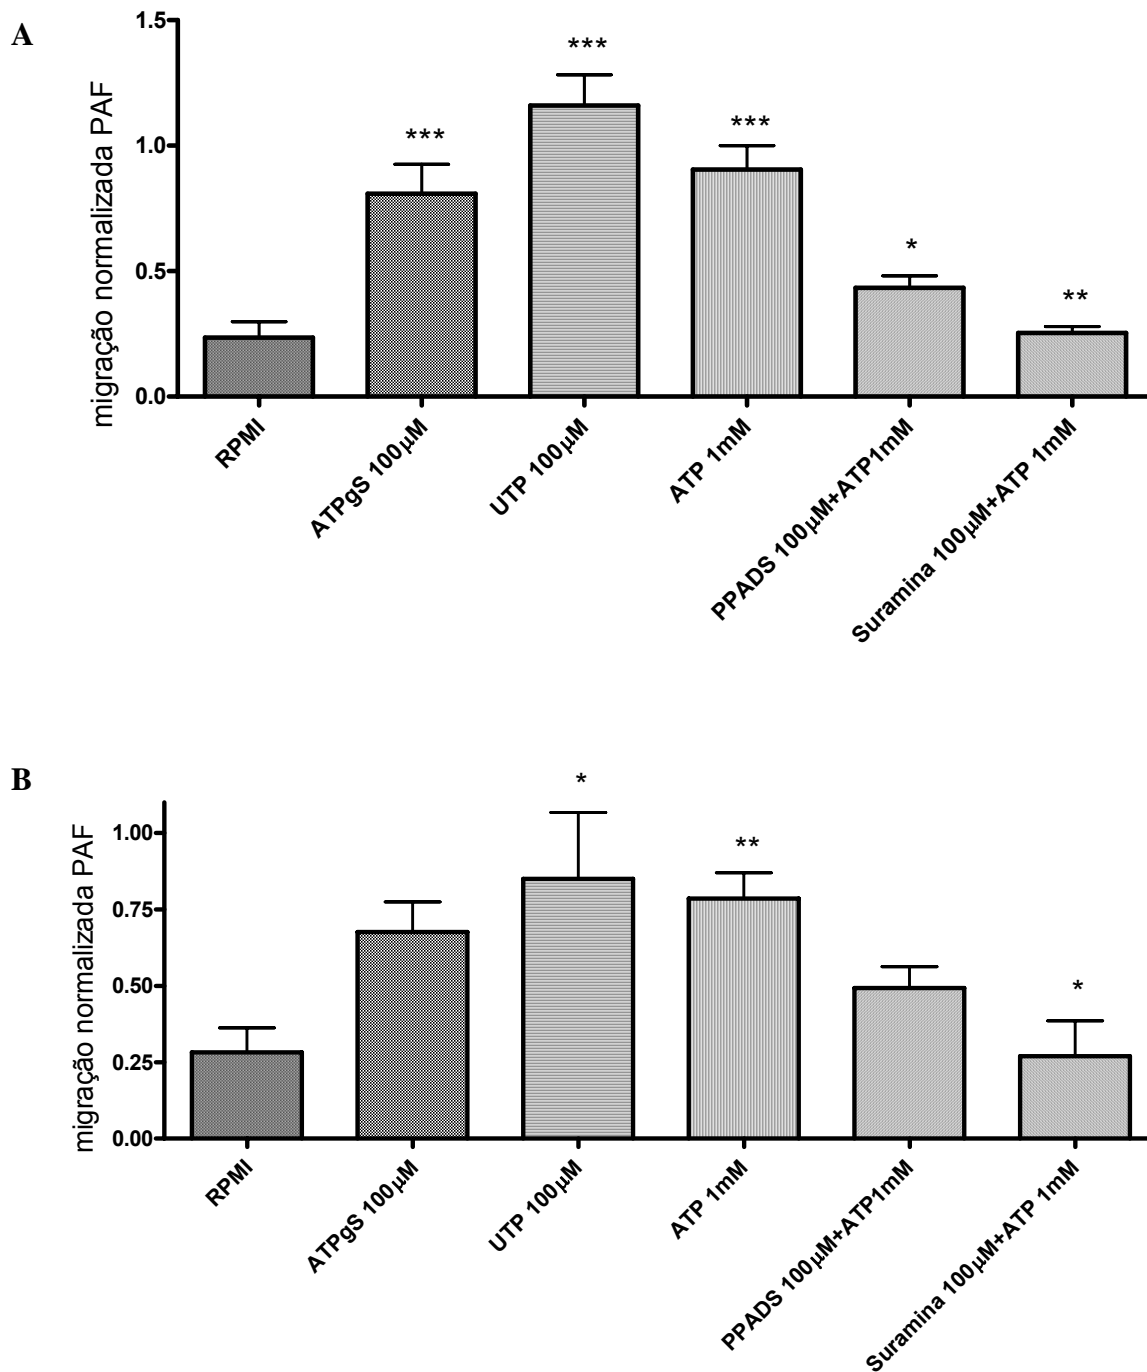 A
migração normalizada PAF
1.5
1.0
0.5
0.0
***
***
***
*
**
RPMI
ATPgS 100µM
UTP 100µM
ATP 1mM
PPADS 100µM+ATP1mM
Suramina 100µM+ATP 1mM
B
migração normalizada PAF
1.00
0.75
0.50
0.25
0.00
*
**
*
RPMI
ATPgS 100µM
UTP 100µM
ATP 1mM
PPADS 100µM+ATP1mM
Suramina 100µM+ATP 1mM